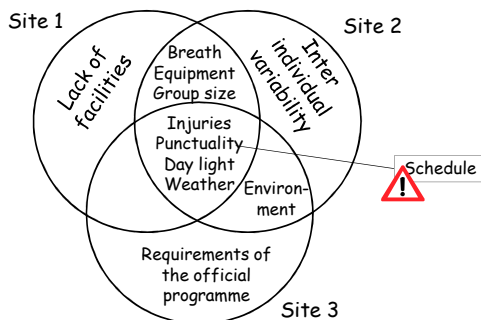 Site 1
Site 2
Lack of
facilities
Breath
Equipment
Group size
Inter
individual
variability
Injuries
Punctuality
Day light
Weather
Schedule
!
Environ-
ment
Requirements of
the official
programme
Site 3